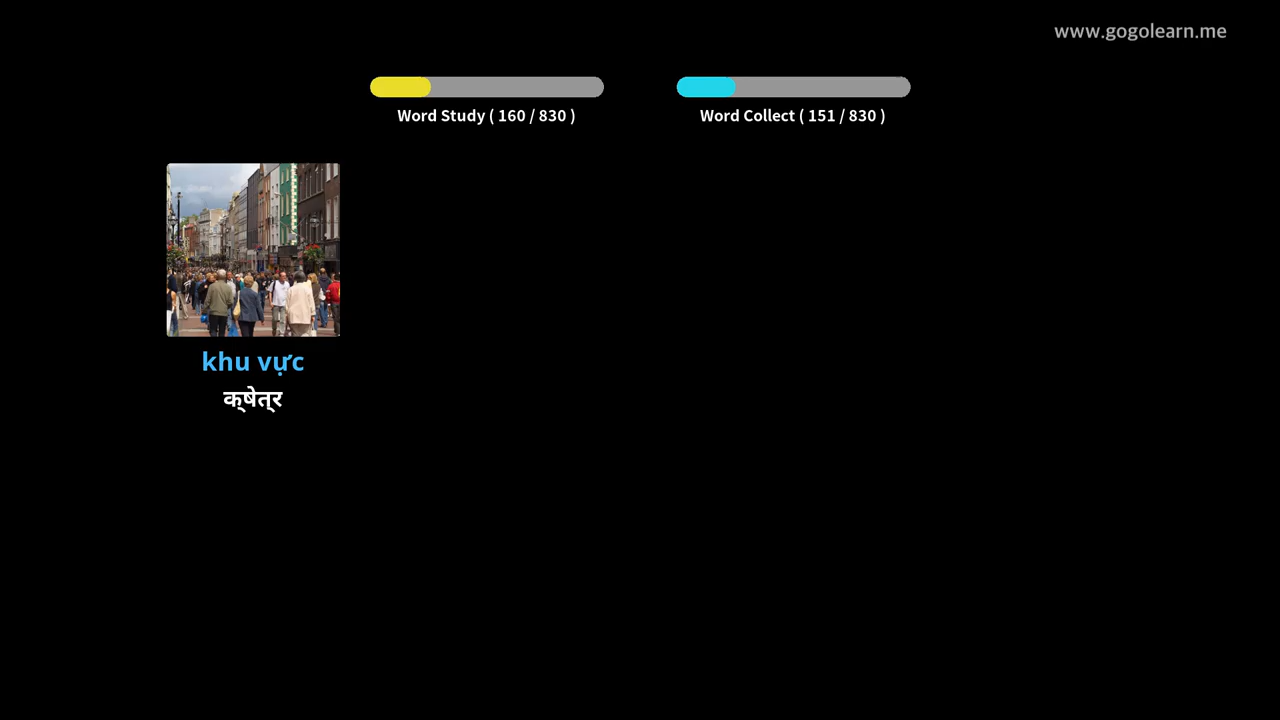 www.gogolearn.me
Word Study ( 160 / 830 )
Word Collect ( 151 / 830 )
khu vực
क्षेत्र